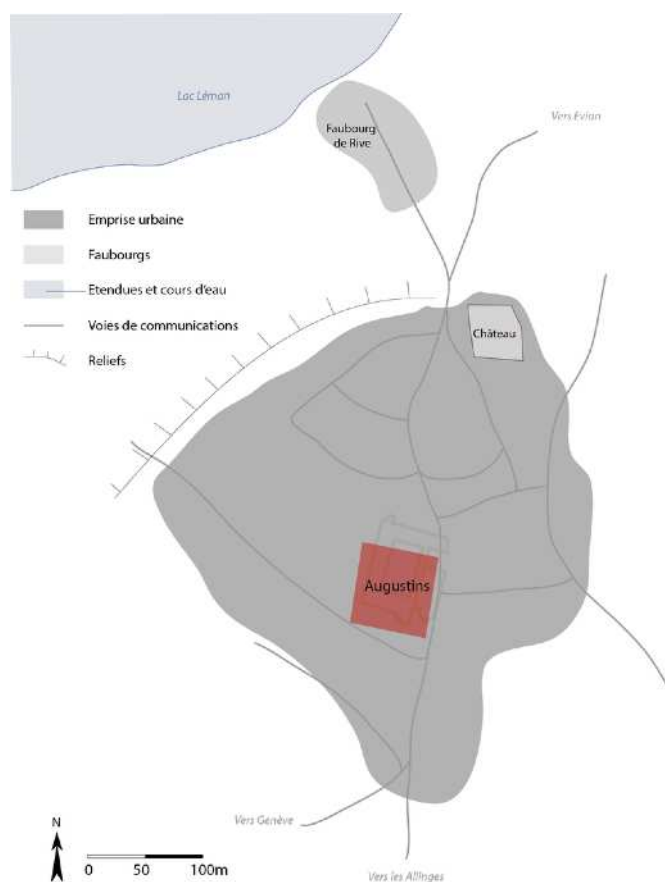 Lac Léman
Faubourg
de Rive
Vers Evian
Emprise urbaine
Faubourgs
Etendues et cours d'eau
Voies de communications
Reliefs
Château
Augustins
Vers Genève
Vers les Allinges
N
0 50 100m